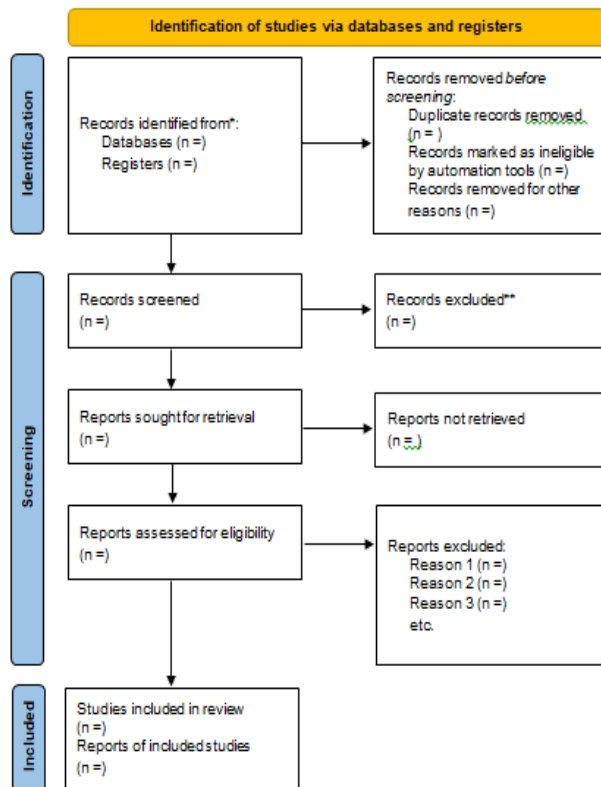 Identification of studies via databases and registers
Identification
Records identified from*:
Databases (n =)
Registers (n =)
Records removed before
screening:
Duplicate records removed
(n = )
Records marked as ineligible
by automation tools (n =)
Records removed for other
reasons (n =)
Screening
Records screened
(n =)
Records excluded**
(n =)
Reports sought for retrieval
(n =)
Reports not retrieved
(n = )
Reports assessed for eligibility
(n =)
Reports excluded:
Reason 1 (n =)
Reason 2 (n =)
Reason 3 (n =)
etc.
Included
Studies included in review
(n =)
Reports of included studies
(n =)